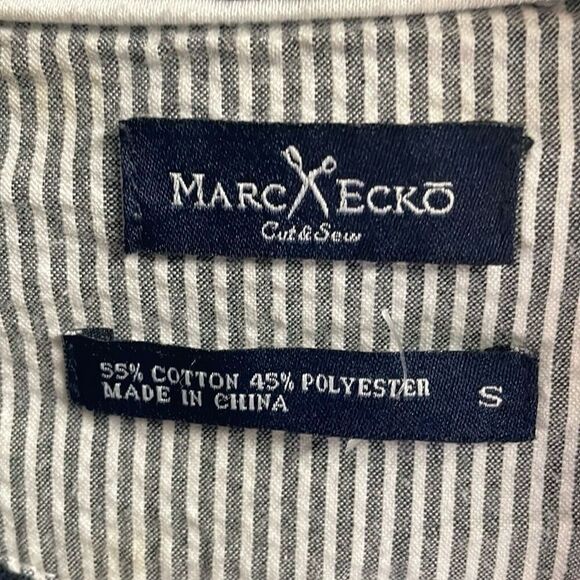 MARC ECKŌ
Cut & Sew
55% COTTON 45% POLYESTER
MADE IN CHINA
S